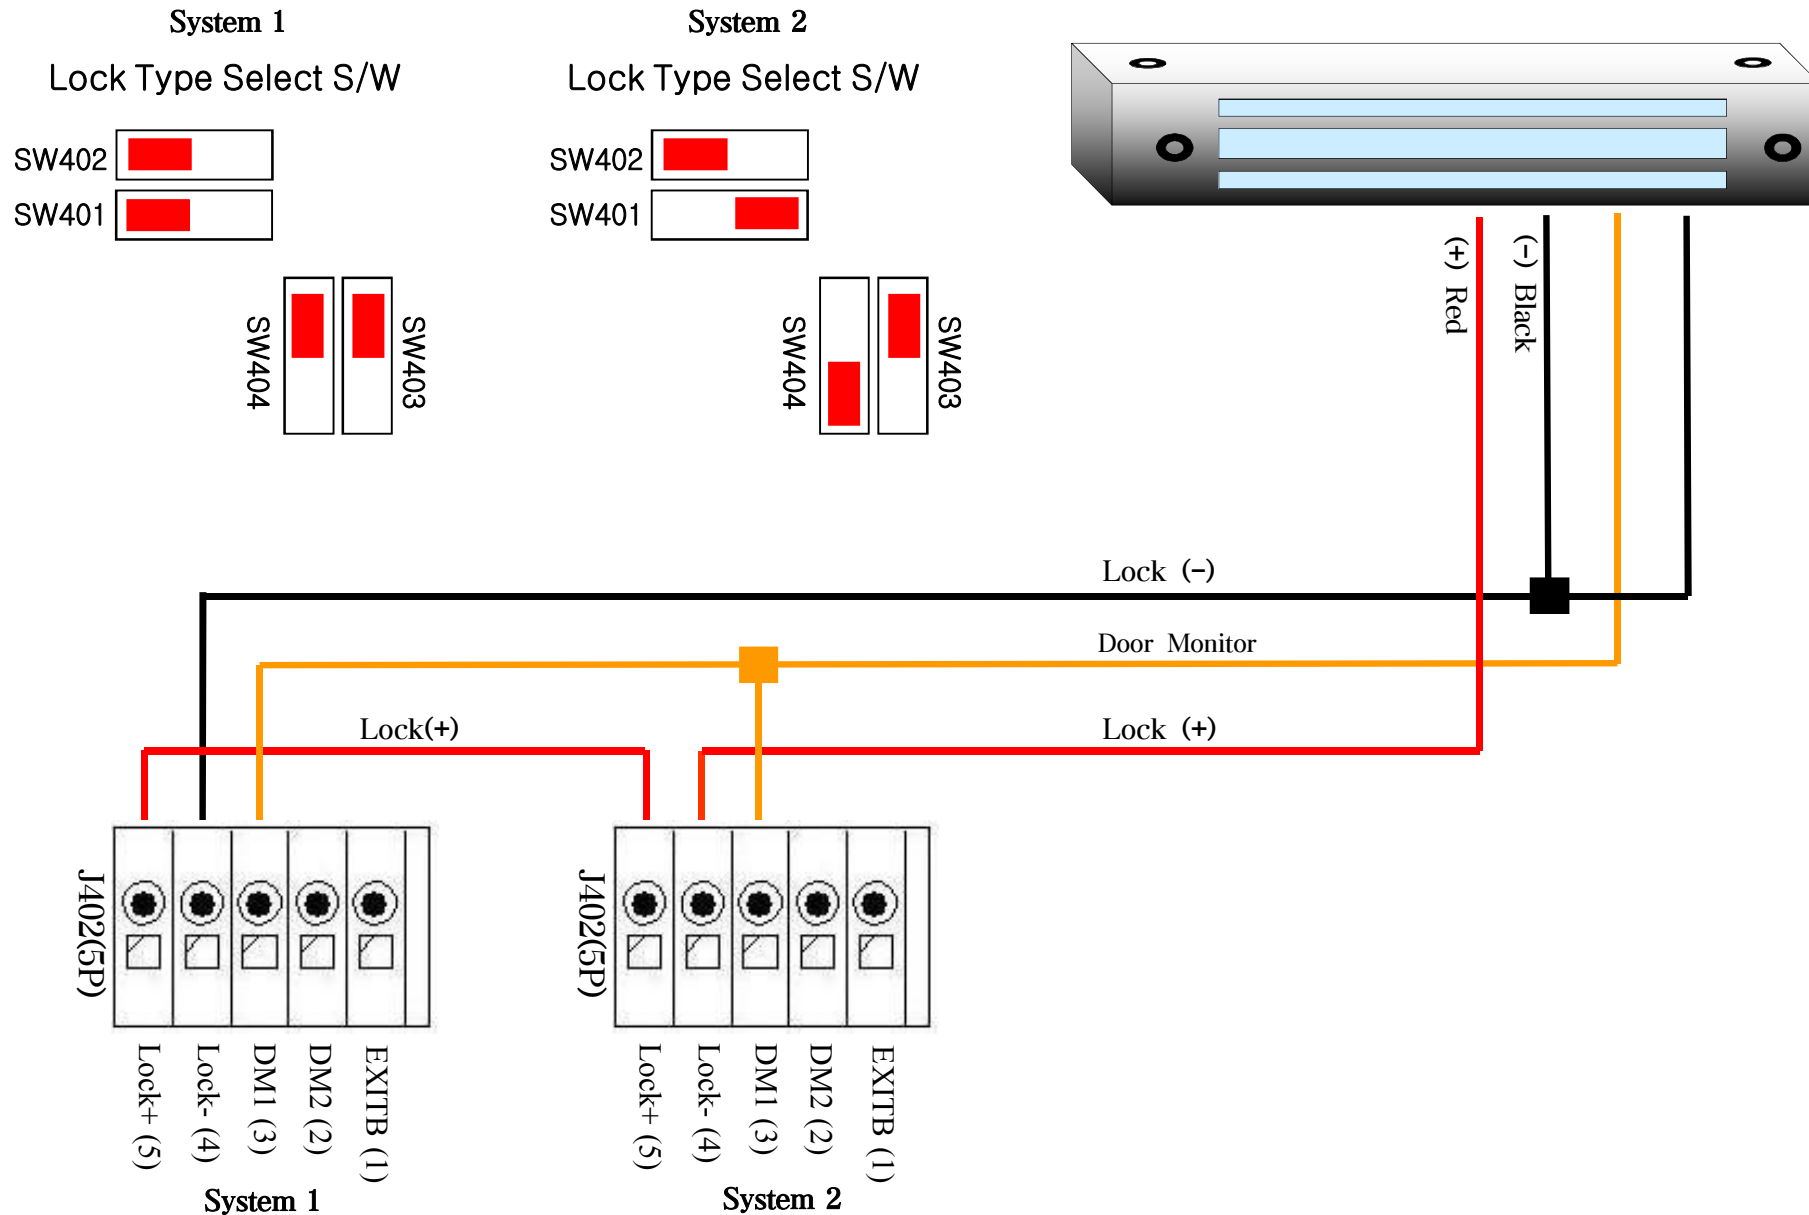 System 1
Lock Type Select S/W
SW402
SW401
SW404
SW403
System 2
Lock Type Select S/W
SW402
SW401
SW404
SW403
(+) Red
(-) Black
Lock (-)
Door Monitor
Lock(+)
Lock (+)
J402(5P)
Lock+ (5)
Lock- (4)
DM1 (3)
DM2 (2)
EXITB (1)
System 1
J402(5P)
Lock+ (5)
Lock- (4)
DM1 (3)
DM2 (2)
EXITB (1)
System 2